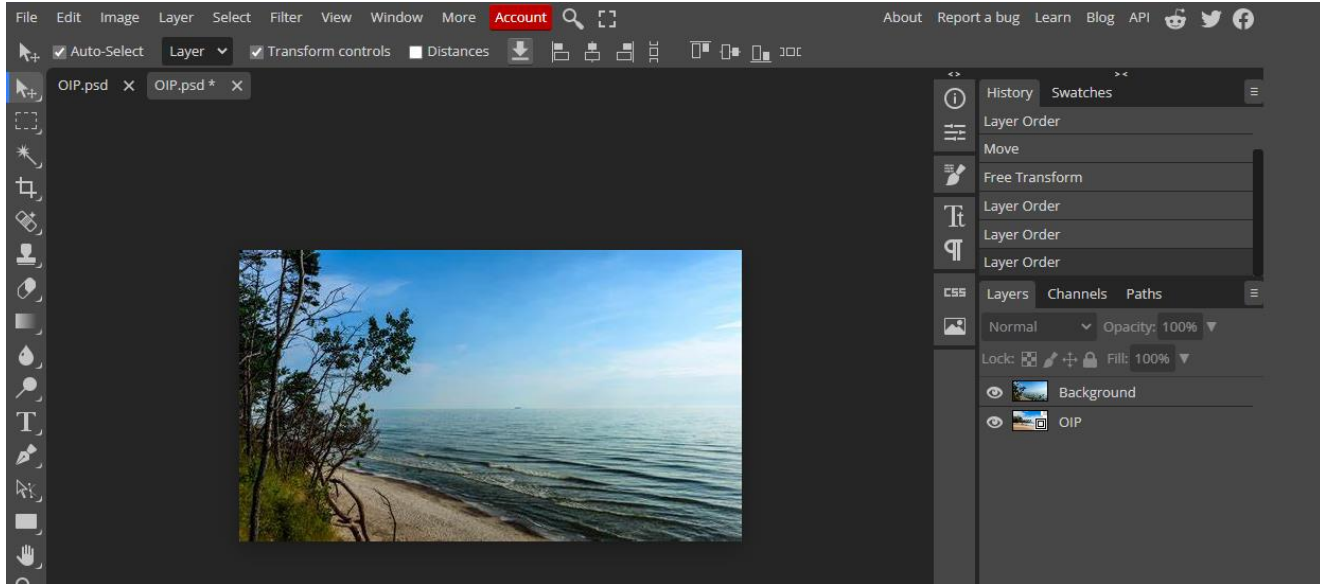 File Edit Image Layer Select Filter View Window More Account About Report a bug Learn Blog API
Auto-Select Layer Transform controls Distances
OIP.psd OIP.psd *
History Swatches
Layer Order
Move
Free Transform
Layer Order
Layer Order
Layer Order
CSS
Layers Channels Paths
Normal Opacity: 100%
Lock: Fill: 100%
Background
OIP